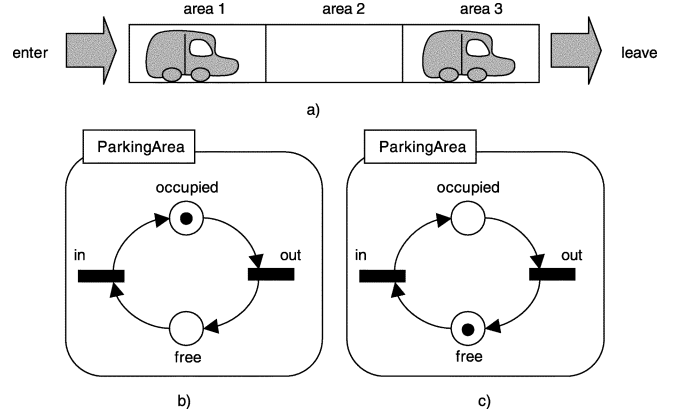 area 1 area 2 area 3
enter leave
a)
ParkingArea ParkingArea
occupied occupied
in out in out
free free
b) c)